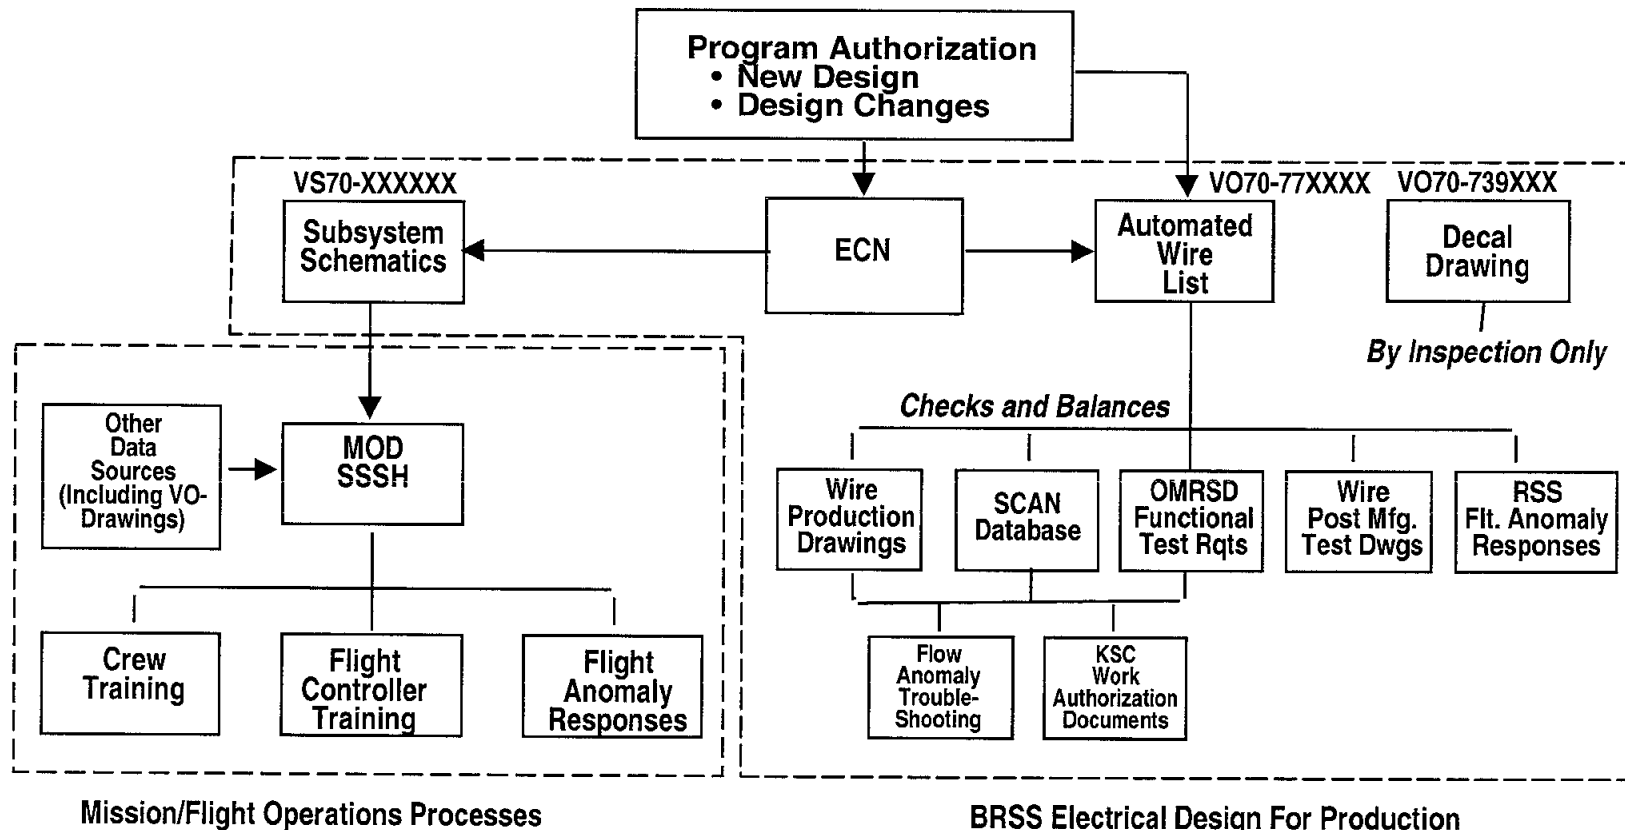 Program Authorization
• New Design
• Design Changes
VS70-XXXXXX
VO70-77XXXX
VO70-739XXX
Subsystem
Schematics
ECN
Automated
Wire
List
Decal
Drawing
By Inspection Only
Other
Data
Sources
(Including VO-
Drawings)
MOD
SSSH
Checks and Balances
Wire
Production
Drawings
SCAN
Database
OMRSD
Functional
Test Rqts
Wire
Post Mfg.
Test Dwgs
RSS
Flt. Anomaly
Responses
Crew
Training
Flight
Controller
Training
Flight
Anomaly
Responses
Flow
Anomaly
Trouble-
Shooting
KSC
Work
Authorization
Documents
Mission/Flight Operations Processes
BRSS Electrical Design For Production